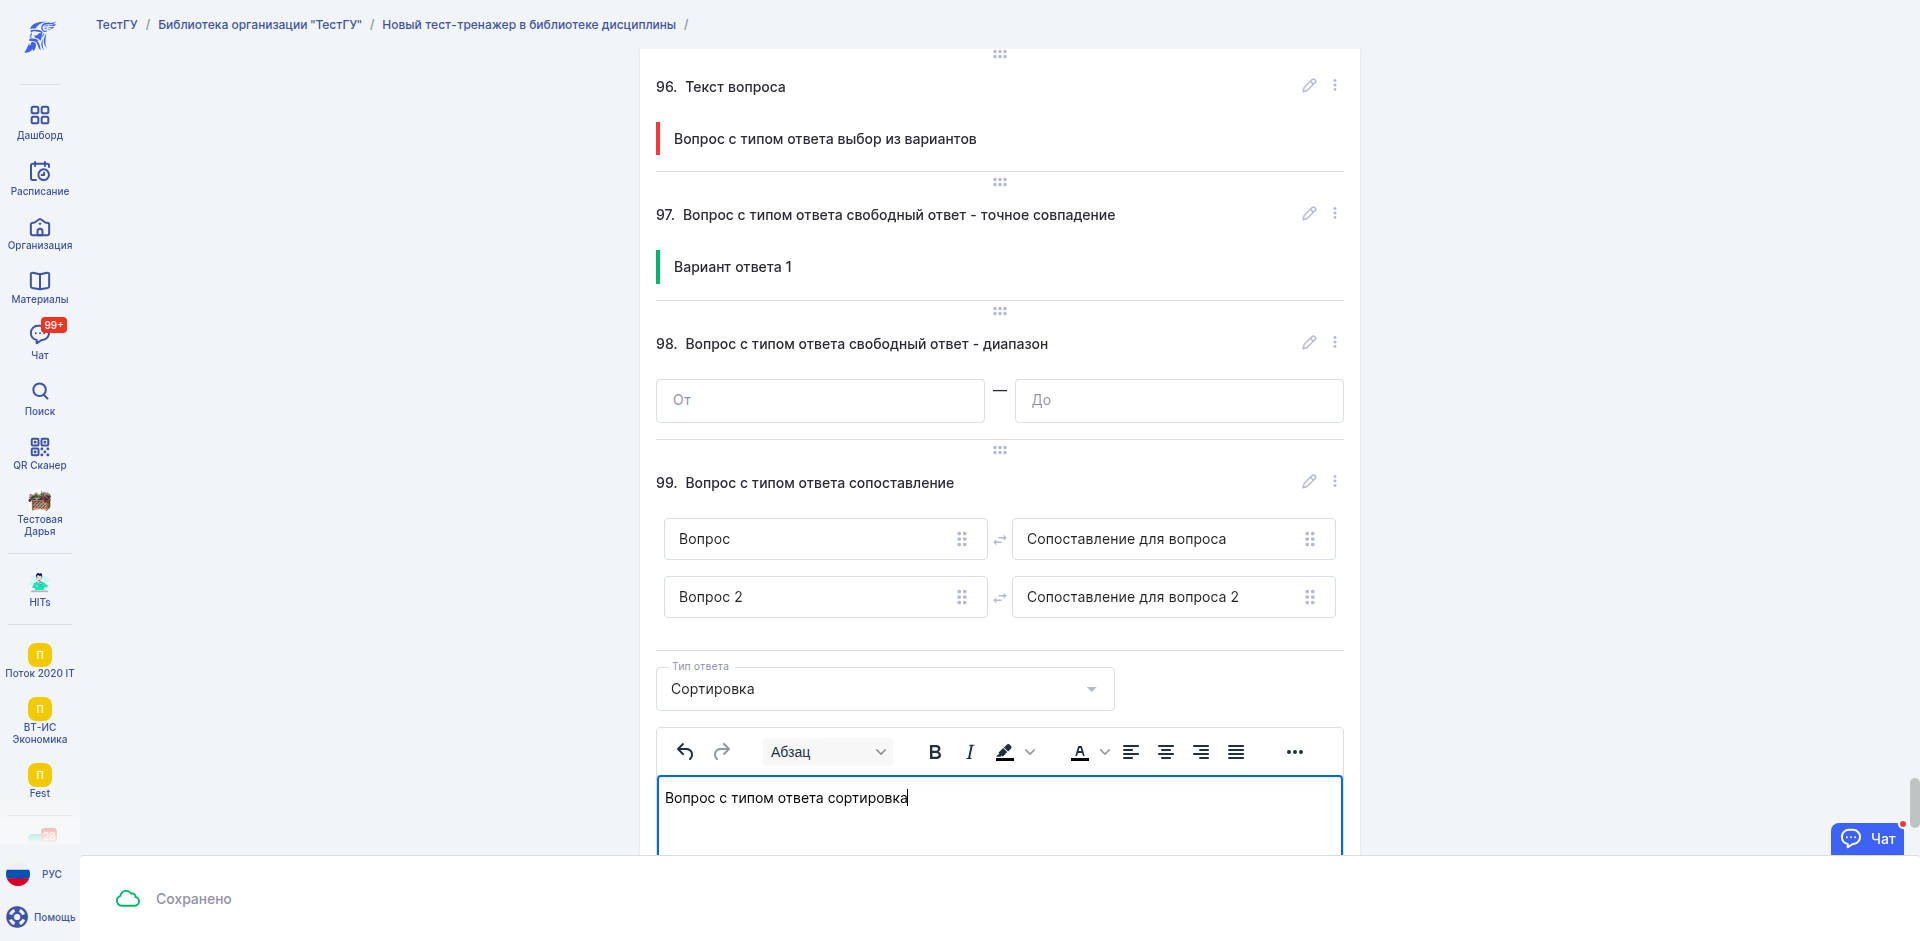 ТестГУ / Библиотека организации "ТестГУ" / Новый тест-тренажер в библиотеке дисциплины /
Дашборд
Расписание
Организация
Материалы
99+
Чат
Поиск
QR Сканер
Тестовая
Дарья
HITs
П
Поток 2020 IT
П
ВТ-ИС
Экономика
П
Fest
28
РУС
Помощь
96. Текст вопроса
Вопрос с типом ответа выбор из вариантов
97. Вопрос с типом ответа свободный ответ - точное совпадение
Вариант ответа 1
98. Вопрос с типом ответа свободный ответ - диапазон
От — До
99. Вопрос с типом ответа сопоставление
Вопрос Сопоставление для вопроса
Вопрос 2 Сопоставление для вопроса 2
Тип ответа
Сортировка
Абзац B I A
Вопрос с типом ответа сортировка
Чат
Сохранено